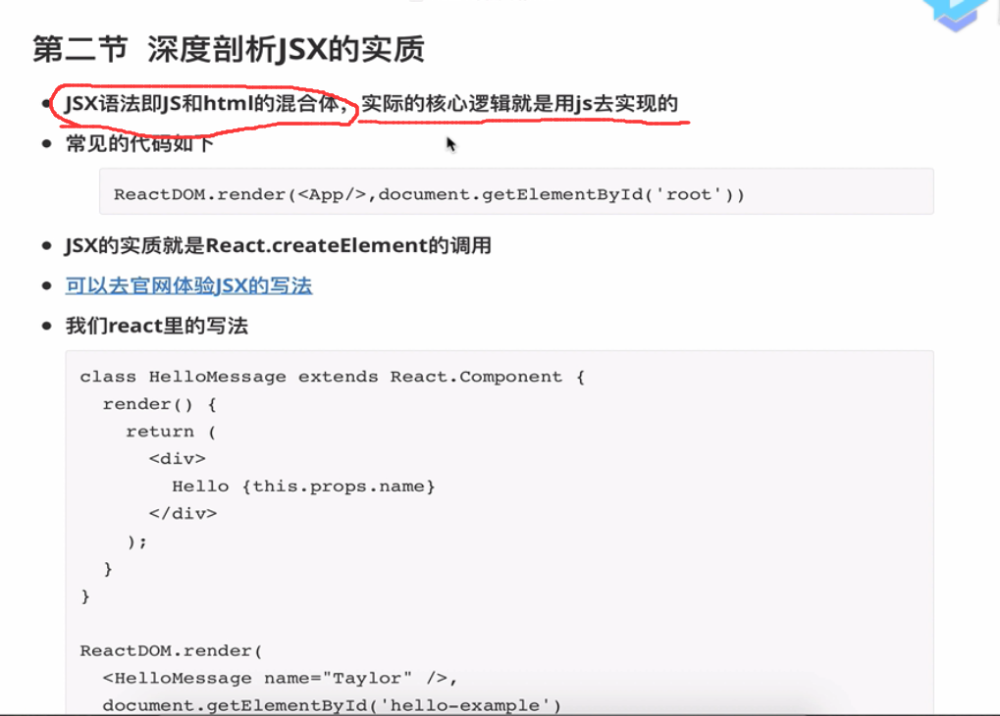 第二节 深度剖析JSX的实质
JSX语法即JS和html的混合体，实际的核心逻辑就是用js去实现的
常见的代码如下
ReactDOM.render(<App/>,document.getElementById('root'))
JSX的实质就是React.createElement的调用
可以去官网体验JSX的写法
我们react里的写法
class HelloMessage extends React.Component {
  render() {
    return (
      <div>
        Hello {this.props.name}
      </div>
    );
  }
}
ReactDOM.render(
  <HelloMessage name="Taylor" />,
  document.getElementById('hello-example')